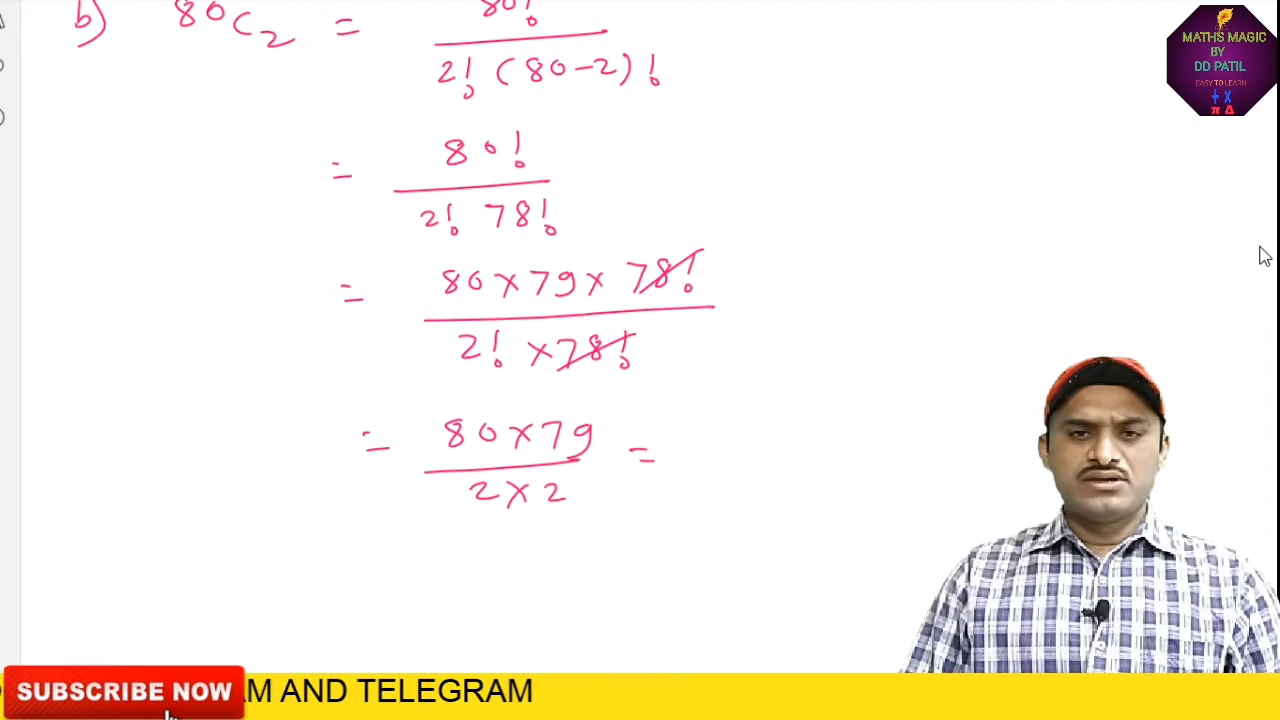 b) 80C2 = 80!
2! (80-2)!
= 80!
2! 78!
= 80×79×78!
2! ×78!
= 80×79 =
2×2
MATHS MAGIC
BY
DD PATIL
EASY TO LEARN
+ X
π Δ
SUBSCRIBE NOW
AM AND TELEGRAM